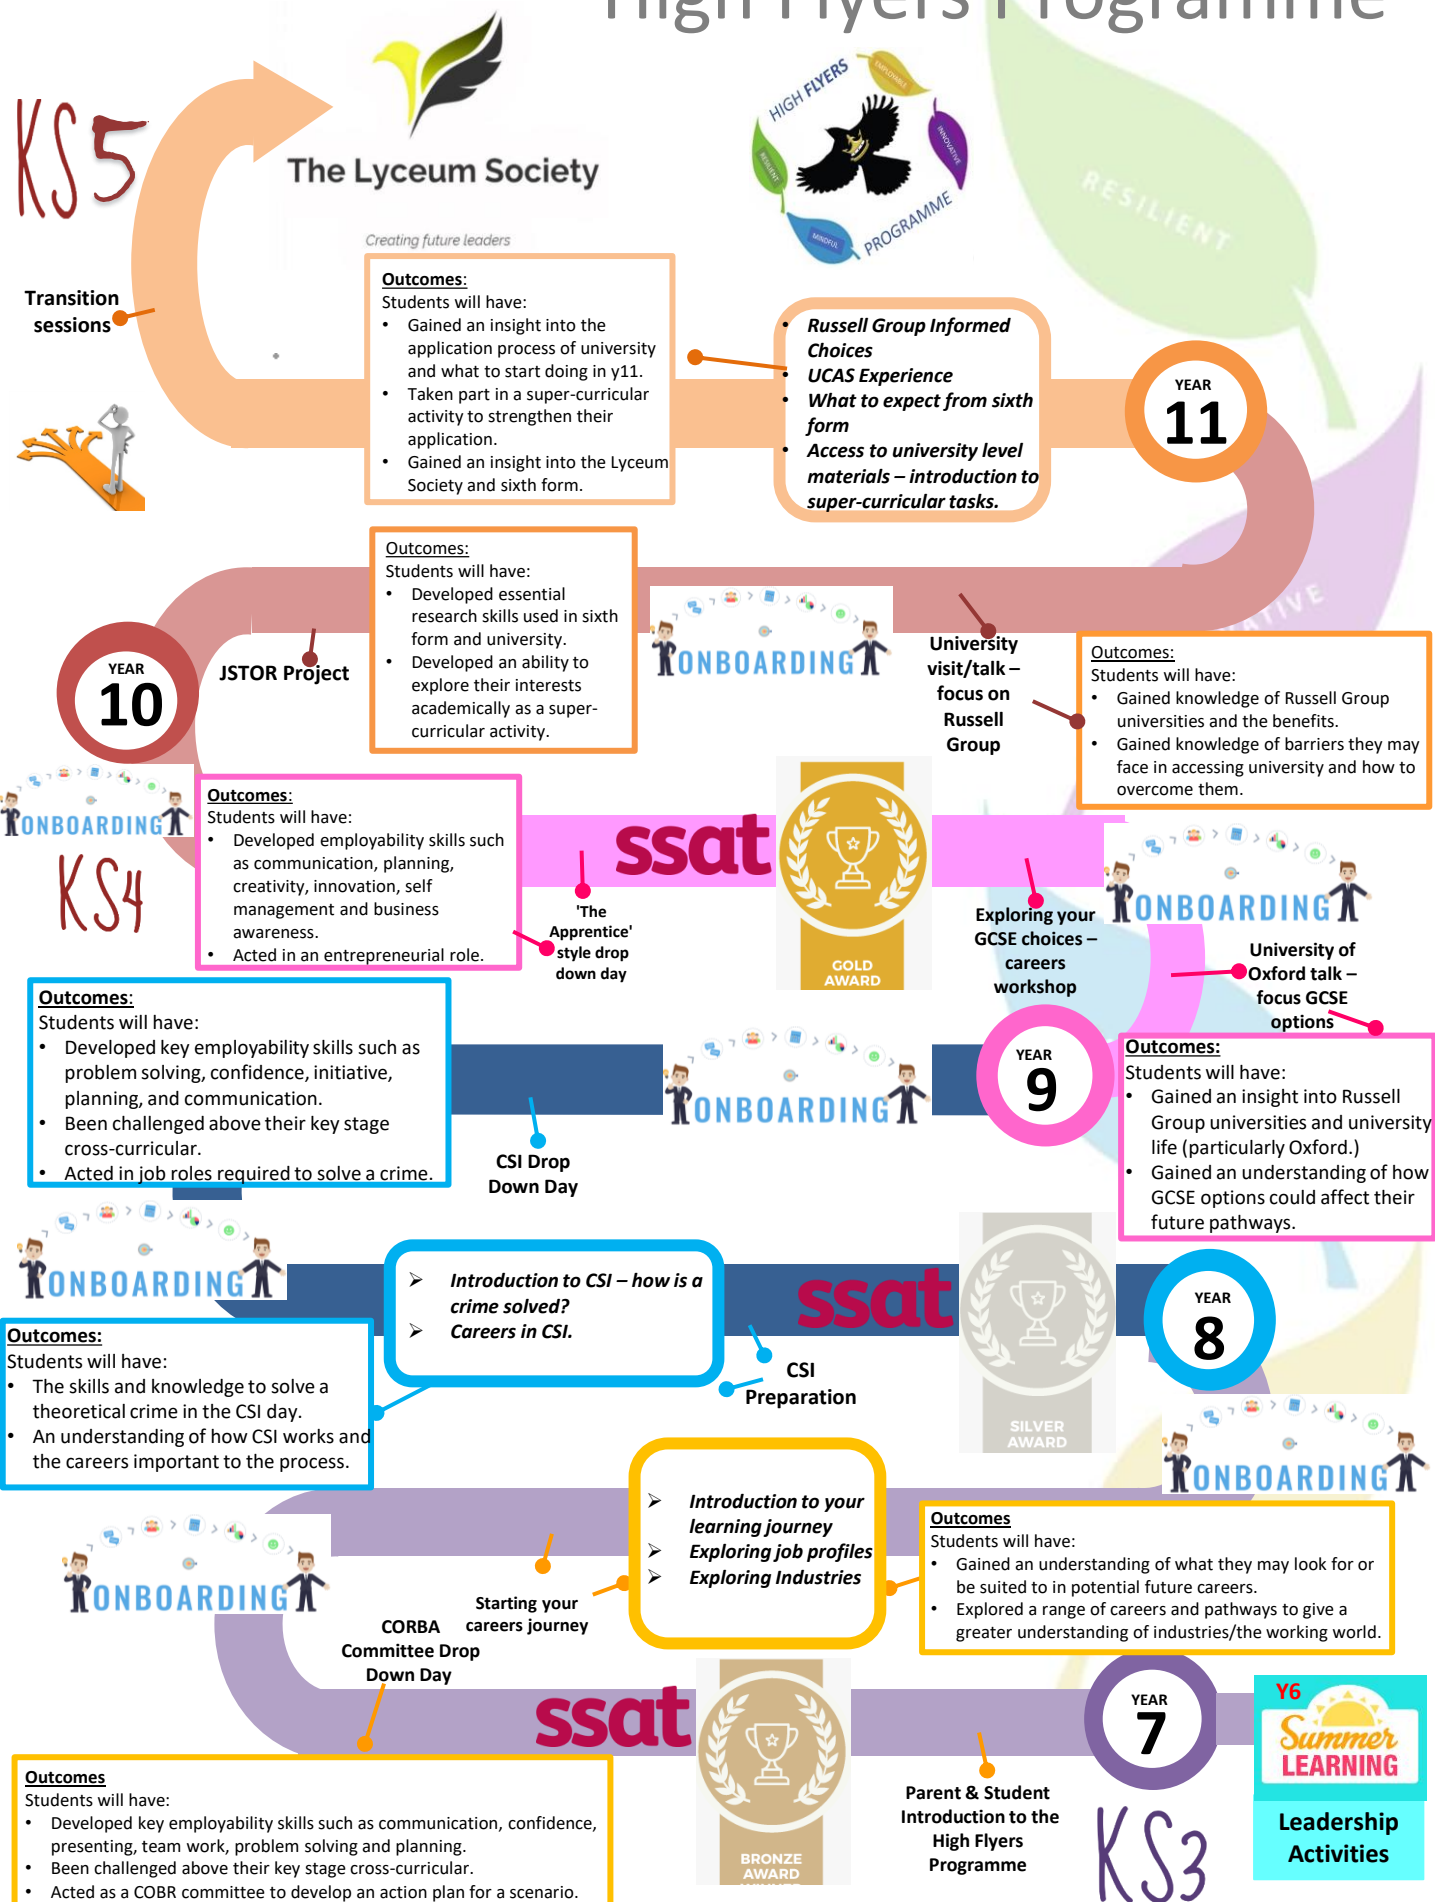 High Flyers Programme
KS5
The Lyceum Society
Creating future leaders
HIGH FLYERS
PROGRAMME
EMPLOYABLE
INNOVATIVE
RESILIENT
MINDFUL
RESILIENT
Transition
sessions
Outcomes:
Students will have:
• Gained an insight into the
application process of university
and what to start doing in y11.
• Taken part in a super-curricular
activity to strengthen their
application.
• Gained an insight into the Lyceum
Society and sixth form.
• Russell Group Informed
Choices
• UCAS Experience
• What to expect from sixth
form
• Access to university level
materials – introduction to
super-curricular tasks.
YEAR
11
Outcomes:
Students will have:
• Developed essential
research skills used in sixth
form and university.
• Developed an ability to
explore their interests
academically as a super-
curricular activity.
ONBOARDING
University
visit/talk –
focus on
Russell
Group
Outcomes:
Students will have:
• Gained knowledge of Russell Group
universities and the benefits.
• Gained knowledge of barriers they may
face in accessing university and how to
overcome them.
YEAR
10
JSTOR Project
ONBOARDING
KS4
Outcomes:
Students will have:
• Developed employability skills such
as communication, planning,
creativity, innovation, self
management and business
awareness.
• Acted in an entrepreneurial role.
'The
Apprentice'
style drop
down day
ssat
GOLD
AWARD
Exploring your
GCSE choices –
careers
workshop
ONBOARDING
University of
Oxford talk –
focus GCSE
options
Outcomes:
Students will have:
• Developed key employability skills such as
problem solving, confidence, initiative,
planning, and communication.
• Been challenged above their key stage
cross-curricular.
• Acted in job roles required to solve a crime.
CSI Drop
Down Day
ONBOARDING
YEAR
9
Outcomes:
Students will have:
• Gained an insight into Russell
Group universities and university
life (particularly Oxford.)
• Gained an understanding of how
GCSE options could affect their
future pathways.
ONBOARDING
➢ Introduction to CSI – how is a
crime solved?
➢ Careers in CSI.
ssat
SILVER
AWARD
YEAR
8
CSI
Preparation
Outcomes:
Students will have:
• The skills and knowledge to solve a
theoretical crime in the CSI day.
• An understanding of how CSI works and
the careers important to the process.
ONBOARDING
ONBOARDING
Starting your
careers journey
➢ Introduction to your
learning journey
➢ Exploring job profiles
➢ Exploring Industries
Outcomes
Students will have:
• Gained an understanding of what they may look for or
be suited to in potential future careers.
• Explored a range of careers and pathways to give a
greater understanding of industries/the working world.
CORBA
Committee Drop
Down Day
ssat
BRONZE
AWARD
Parent & Student
Introduction to the
High Flyers
Programme
YEAR
7
KS3
Y6
Summer
LEARNING
Leadership
Activities
Outcomes
Students will have:
• Developed key employability skills such as communication, confidence,
presenting, team work, problem solving and planning.
• Been challenged above their key stage cross-curricular.
• Acted as a COBR committee to develop an action plan for a scenario.